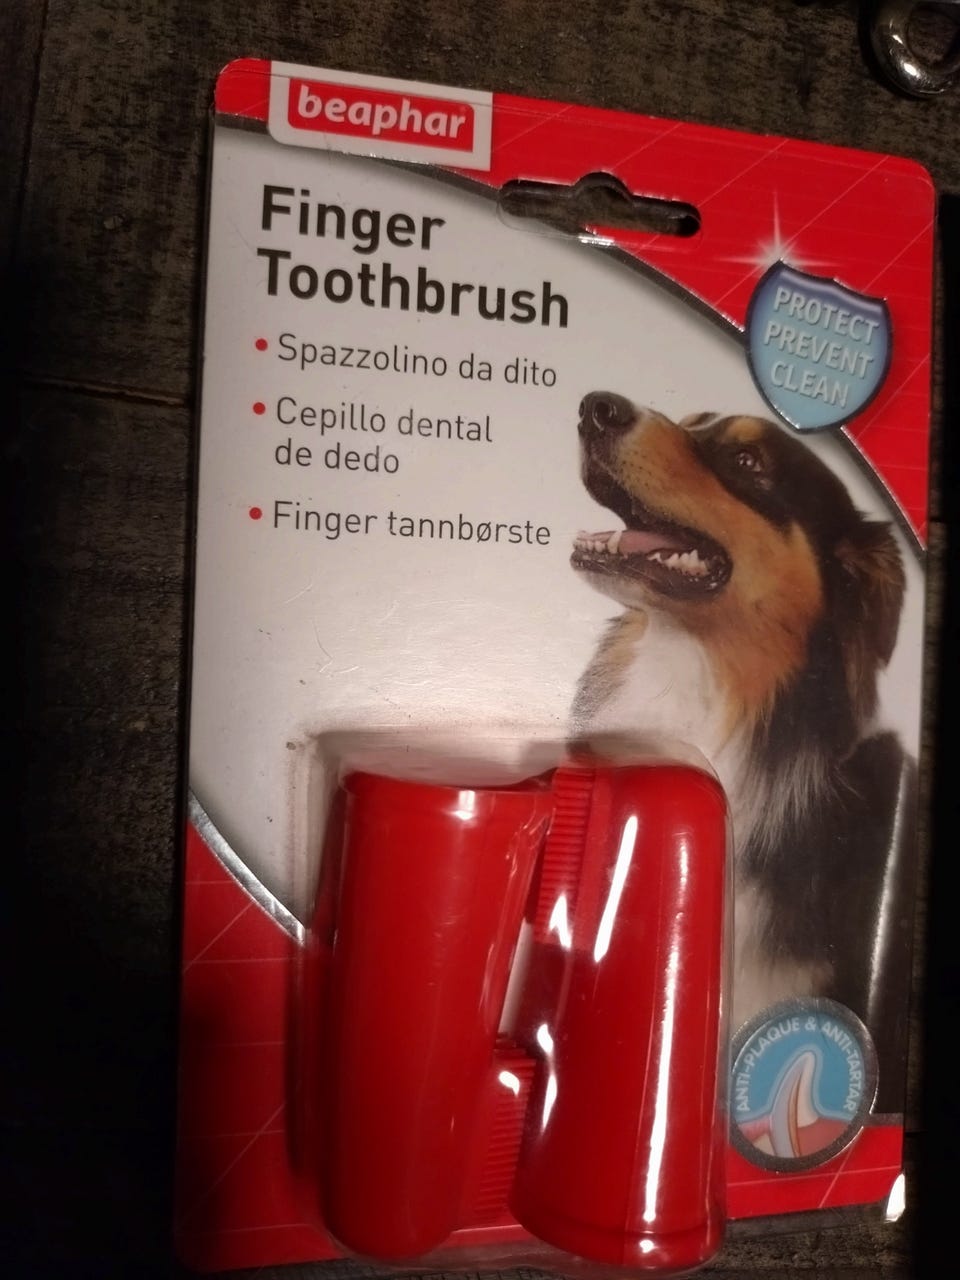 beaphar
Finger
Toothbrush
• Spazzolino da dito
• Cepillo dental
de dedo
• Finger tannbørste
PROTECT
PREVENT
CLEAN
ANTI-PLAQUE & ANTI-TARTAR